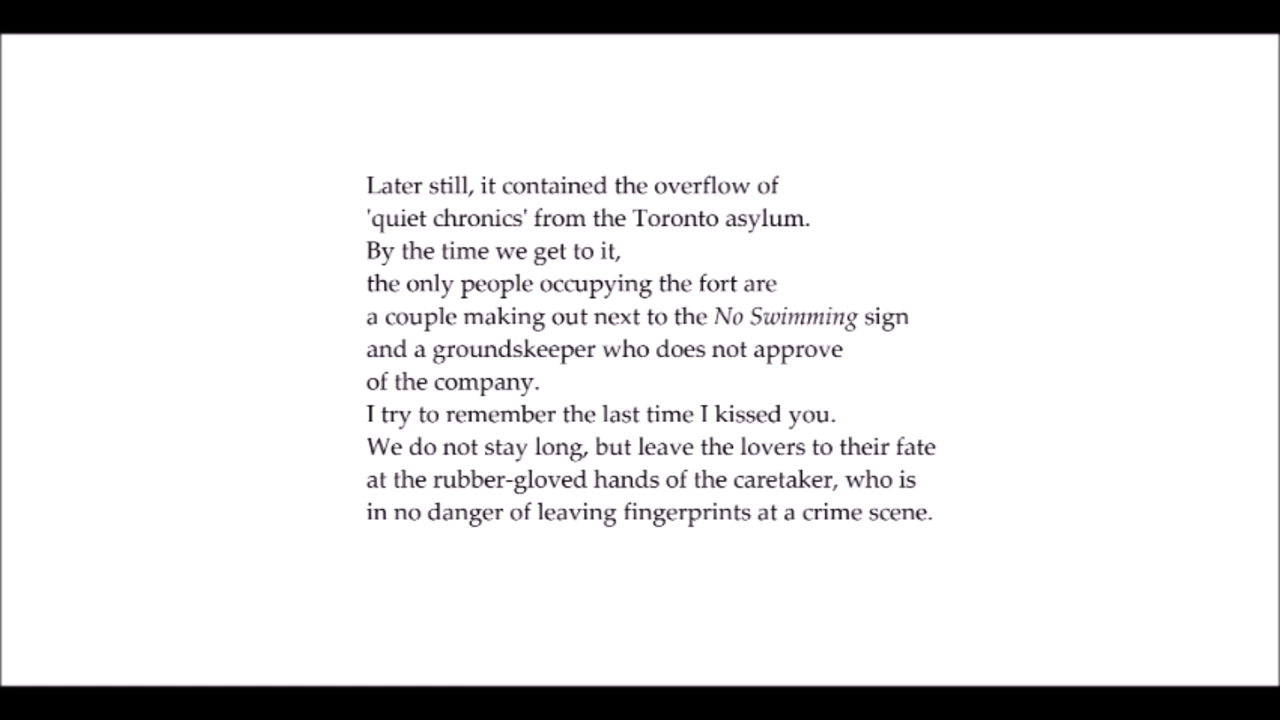 Later still, it contained the overflow of
'quiet chronics' from the Toronto asylum.
By the time we get to it,
the only people occupying the fort are
a couple making out next to the No Swimming sign
and a groundskeeper who does not approve
of the company.
I try to remember the last time I kissed you.
We do not stay long, but leave the lovers to their fate
at the rubber-gloved hands of the caretaker, who is
in no danger of leaving fingerprints at a crime scene.